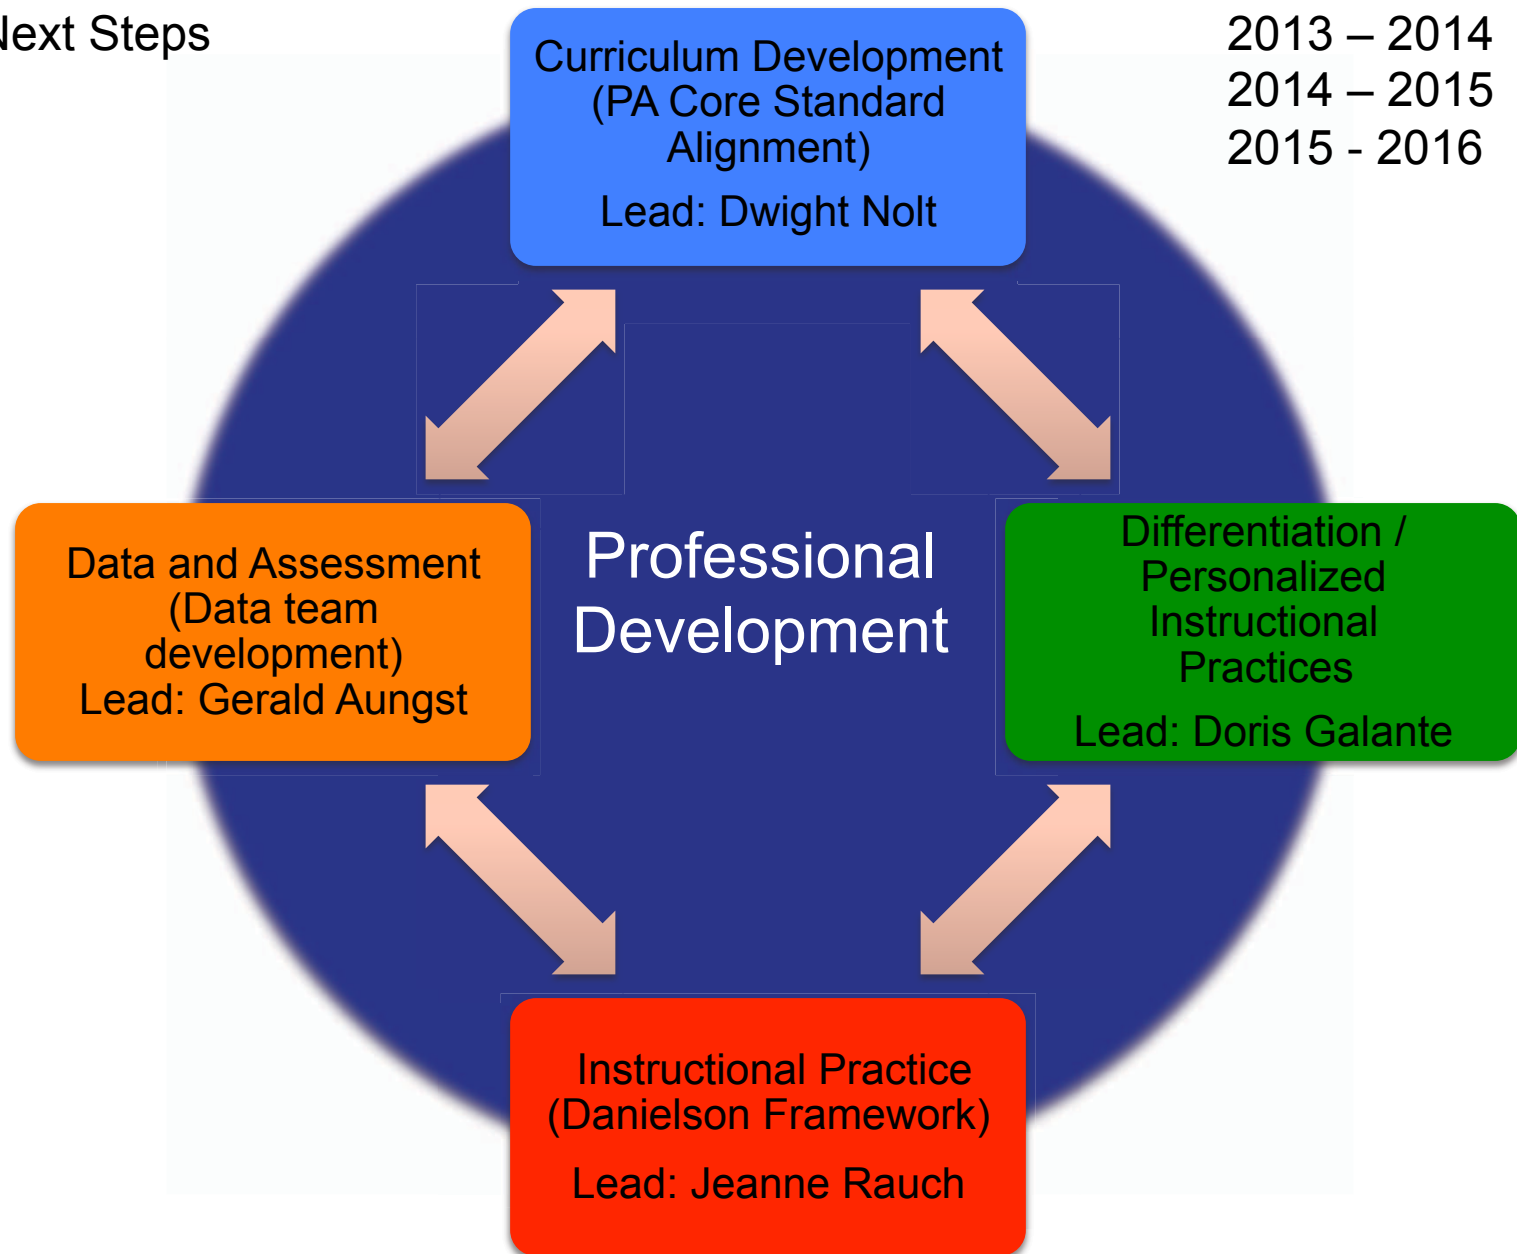 Next Steps
2013 – 2014
2014 – 2015
2015 - 2016
Curriculum Development
(PA Core Standard
Alignment)
Lead: Dwight Nolt
Data and Assessment
(Data team
development)
Lead: Gerald Aungst
Professional
Development
Differentiation /
Personalized
Instructional
Practices
Lead: Doris Galante
Instructional Practice
(Danielson Framework)
Lead: Jeanne Rauch